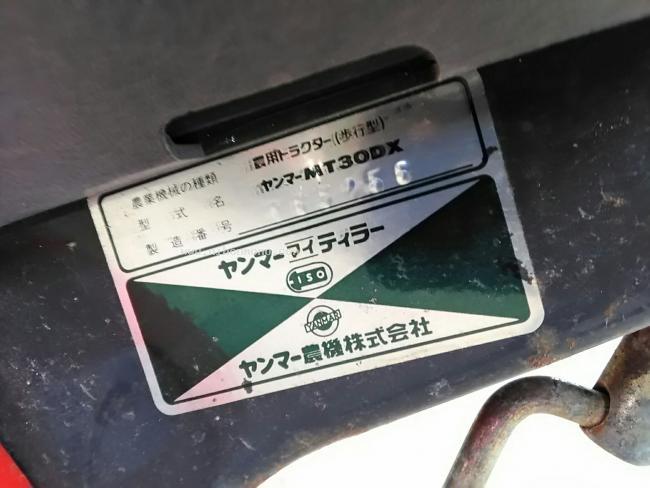 農業機械の種類 農用トラクター(歩行型)
型式名 ヤンマーMT30DX
製造番号
ヤンマーマイティラー
ISO
YANMAR
ヤンマー農機株式会社